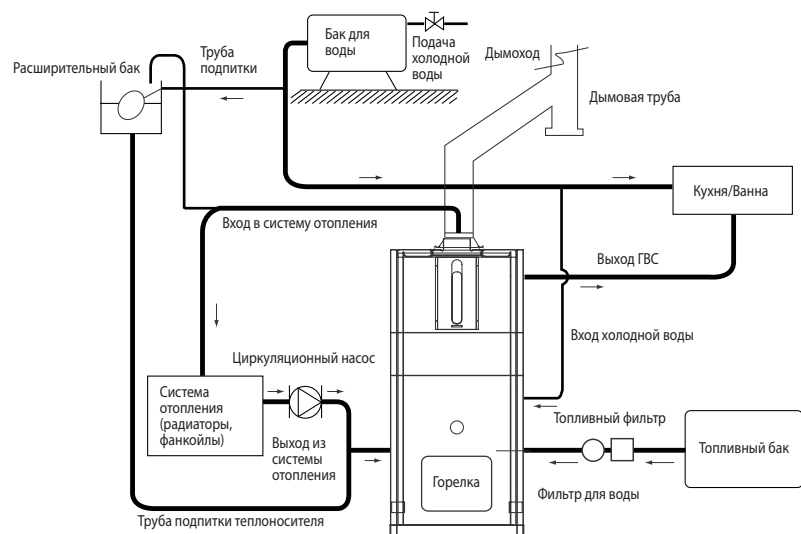 Бак для
воды
Подача
холодной
воды
Труба
подпитки
Расширительный бак
Дымоход
Дымовая труба
Кухня/Ванна
Вход в систему отопления
Выход ГВС
Вход холодной воды
Циркуляционный насос
Система
отопления
(радиаторы,
фанкойлы)
Выход из
системы
отопления
Топливный фильтр
Топливный бак
Горелка
Фильтр для воды
Труба подпитки теплоносителя